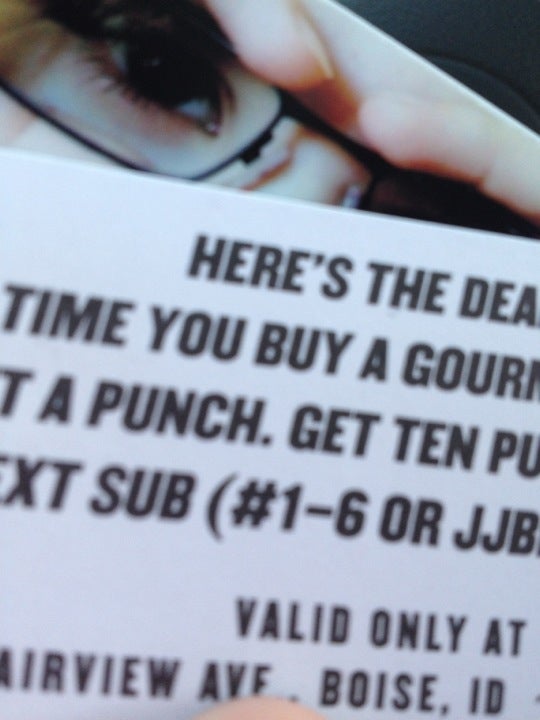 HERE'S THE DEA
TIME YOU BUY A GOURM
T A PUNCH. GET TEN PU
EXT SUB (#1-6 OR JJB
VALID ONLY AT
AIRVIEW AVE., BOISE, ID